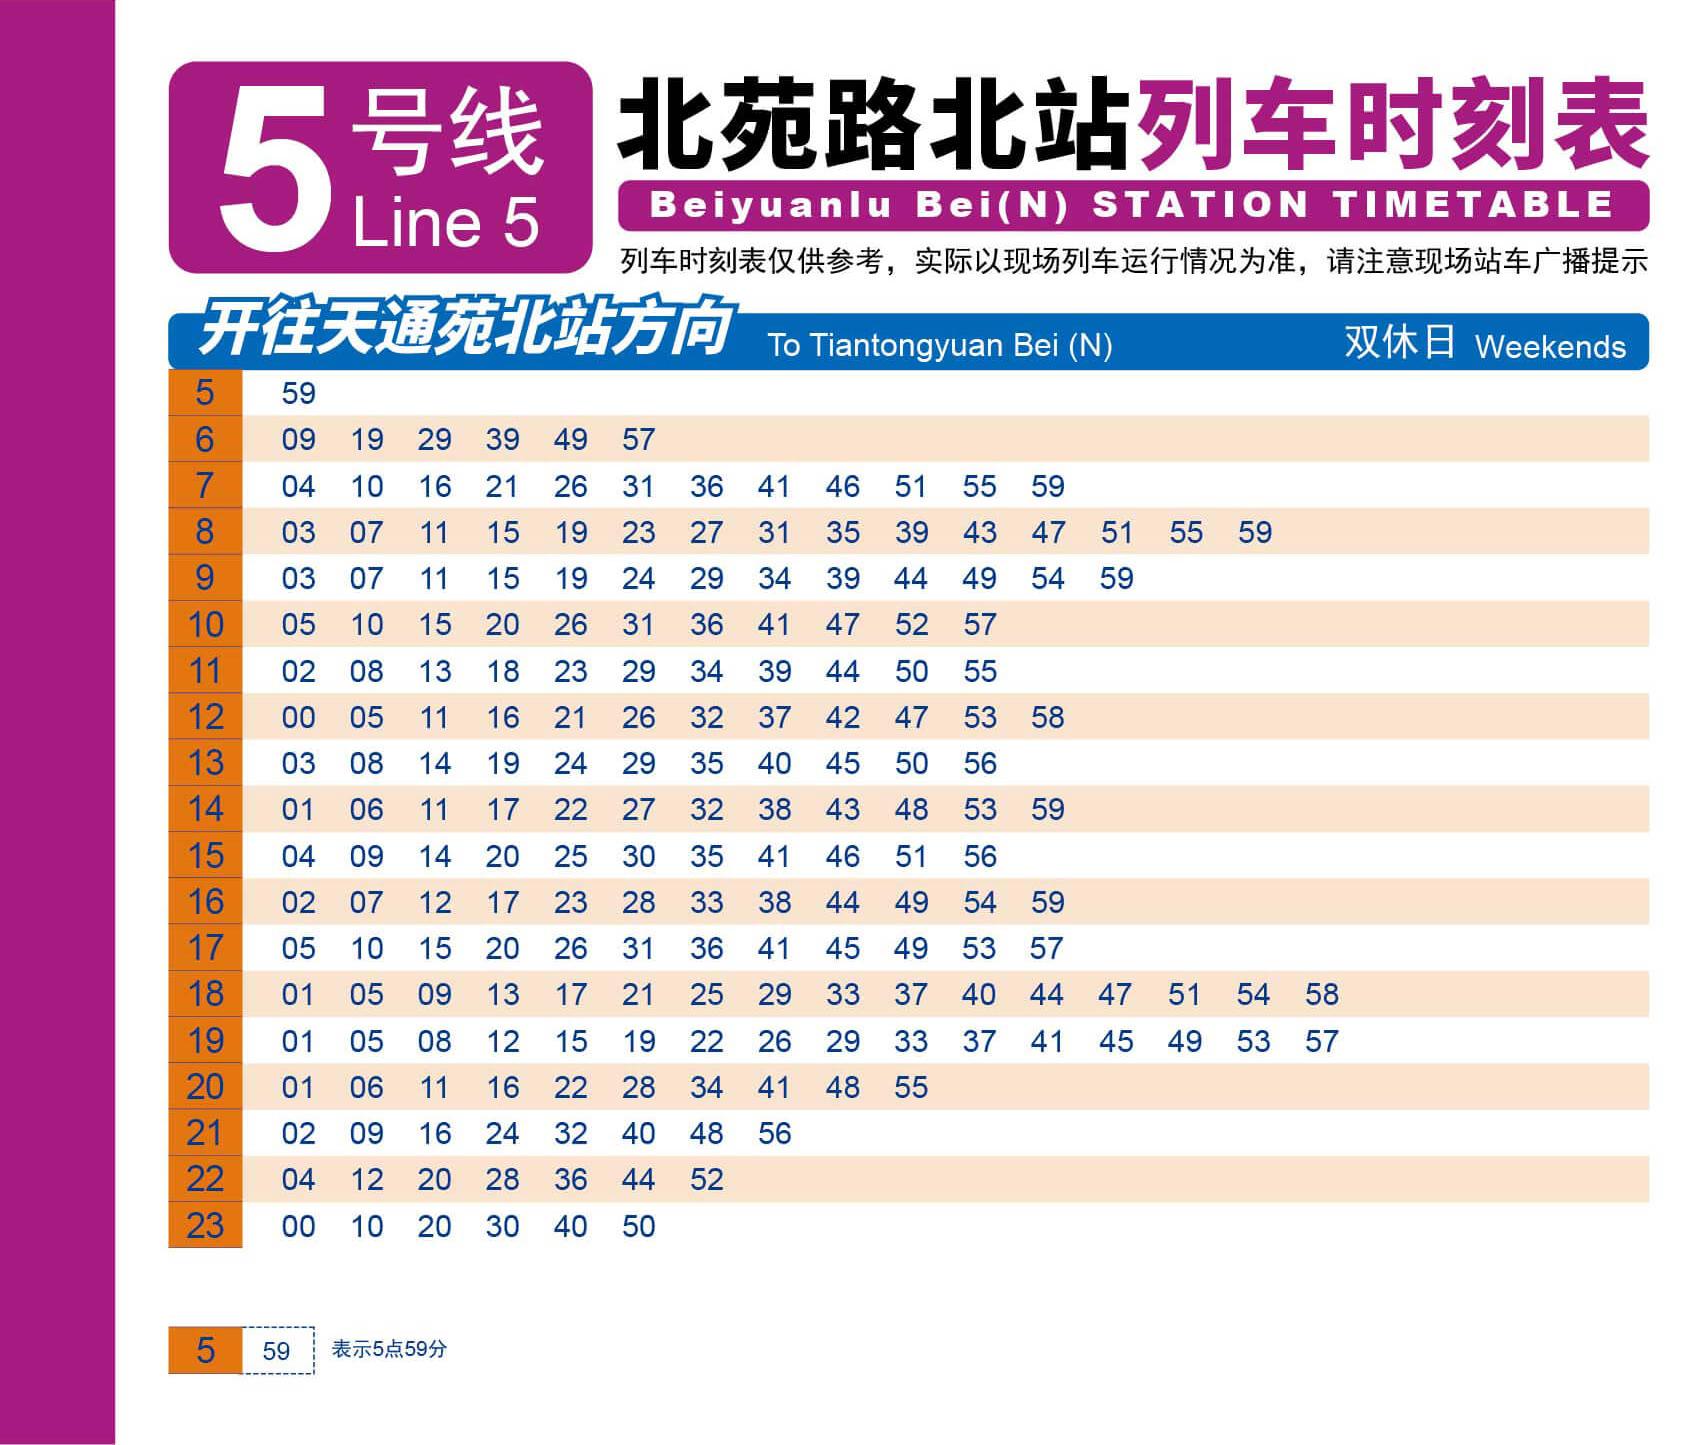 5号线
Line 5
北苑路北站列车时刻表
Beiyuanlu Bei(N) STATION TIMETABLE
列车时刻表仅供参考，实际以现场列车运行情况为准，请注意现场站车广播提示
开往天通苑北站方向 To Tiantongyuan Bei (N) 双休日 Weekends
5 59
6 09 19 29 39 49 57
7 04 10 16 21 26 31 36 41 46 51 55 59
8 03 07 11 15 19 23 27 31 35 39 43 47 51 55 59
9 03 07 11 15 19 24 29 34 39 44 49 54 59
10 05 10 15 20 26 31 36 41 47 52 57
11 02 08 13 18 23 29 34 39 44 50 55
12 00 05 11 16 21 26 32 37 42 47 53 58
13 03 08 14 19 24 29 35 40 45 50 56
14 01 06 11 17 22 27 32 38 43 48 53 59
15 04 09 14 20 25 30 35 41 46 51 56
16 02 07 12 17 23 28 33 38 44 49 54 59
17 05 10 15 20 26 31 36 41 45 49 53 57
18 01 05 09 13 17 21 25 29 33 37 40 44 47 51 54 58
19 01 05 08 12 15 19 22 26 29 33 37 41 45 49 53 57
20 01 06 11 16 22 28 34 41 48 55
21 02 09 16 24 32 40 48 56
22 04 12 20 28 36 44 52
23 00 10 20 30 40 50
5 59 表示5点59分